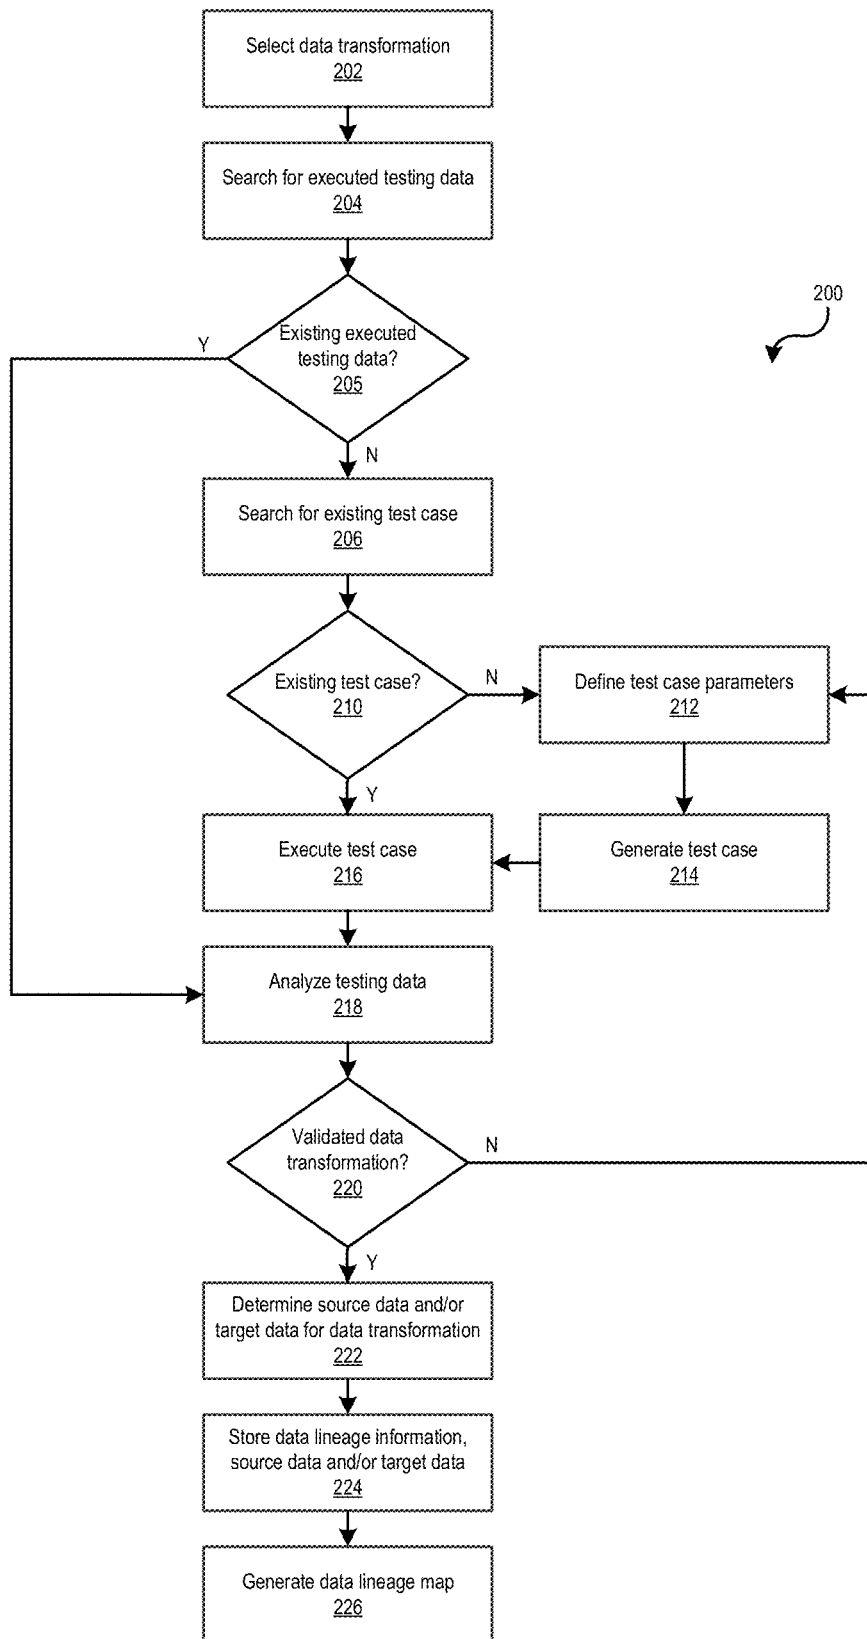 Select data transformation
202
Search for executed testing data
204
200
Y
Existing executed
testing data?
205
N
Search for existing test case
206
Existing test case?
210
N
Define test case parameters
212
Y
Execute test case
216
Generate test case
214
Analyze testing data
218
Validated data
transformation?
220
N
Y
Determine source data and/or
target data for data transformation
222
Store data lineage information,
source data and/or target data
224
Generate data lineage map
226